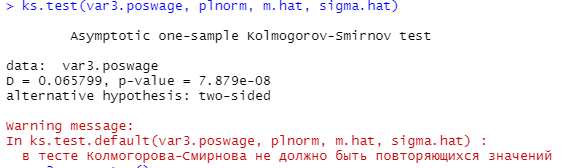 > ks.test(var3.poswage, plnorm, m.hat, sigma.hat)
Asymptotic one-sample Kolmogorov-Smirnov test
data:  var3.poswage
D = 0.065799, p-value = 7.879e-08
alternative hypothesis: two-sided
Warning message:
In ks.test.default(var3.poswage, plnorm, m.hat, sigma.hat) :
в тесте Колмогорова-Смирнова не должно быть повторяющихся значений